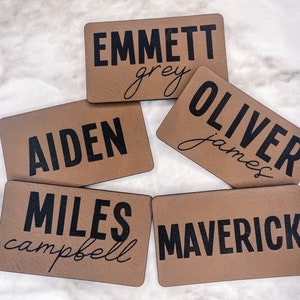 EMMETT
grey
OLIVER
james
AIDEN
MILES
campbell
MAVERICK